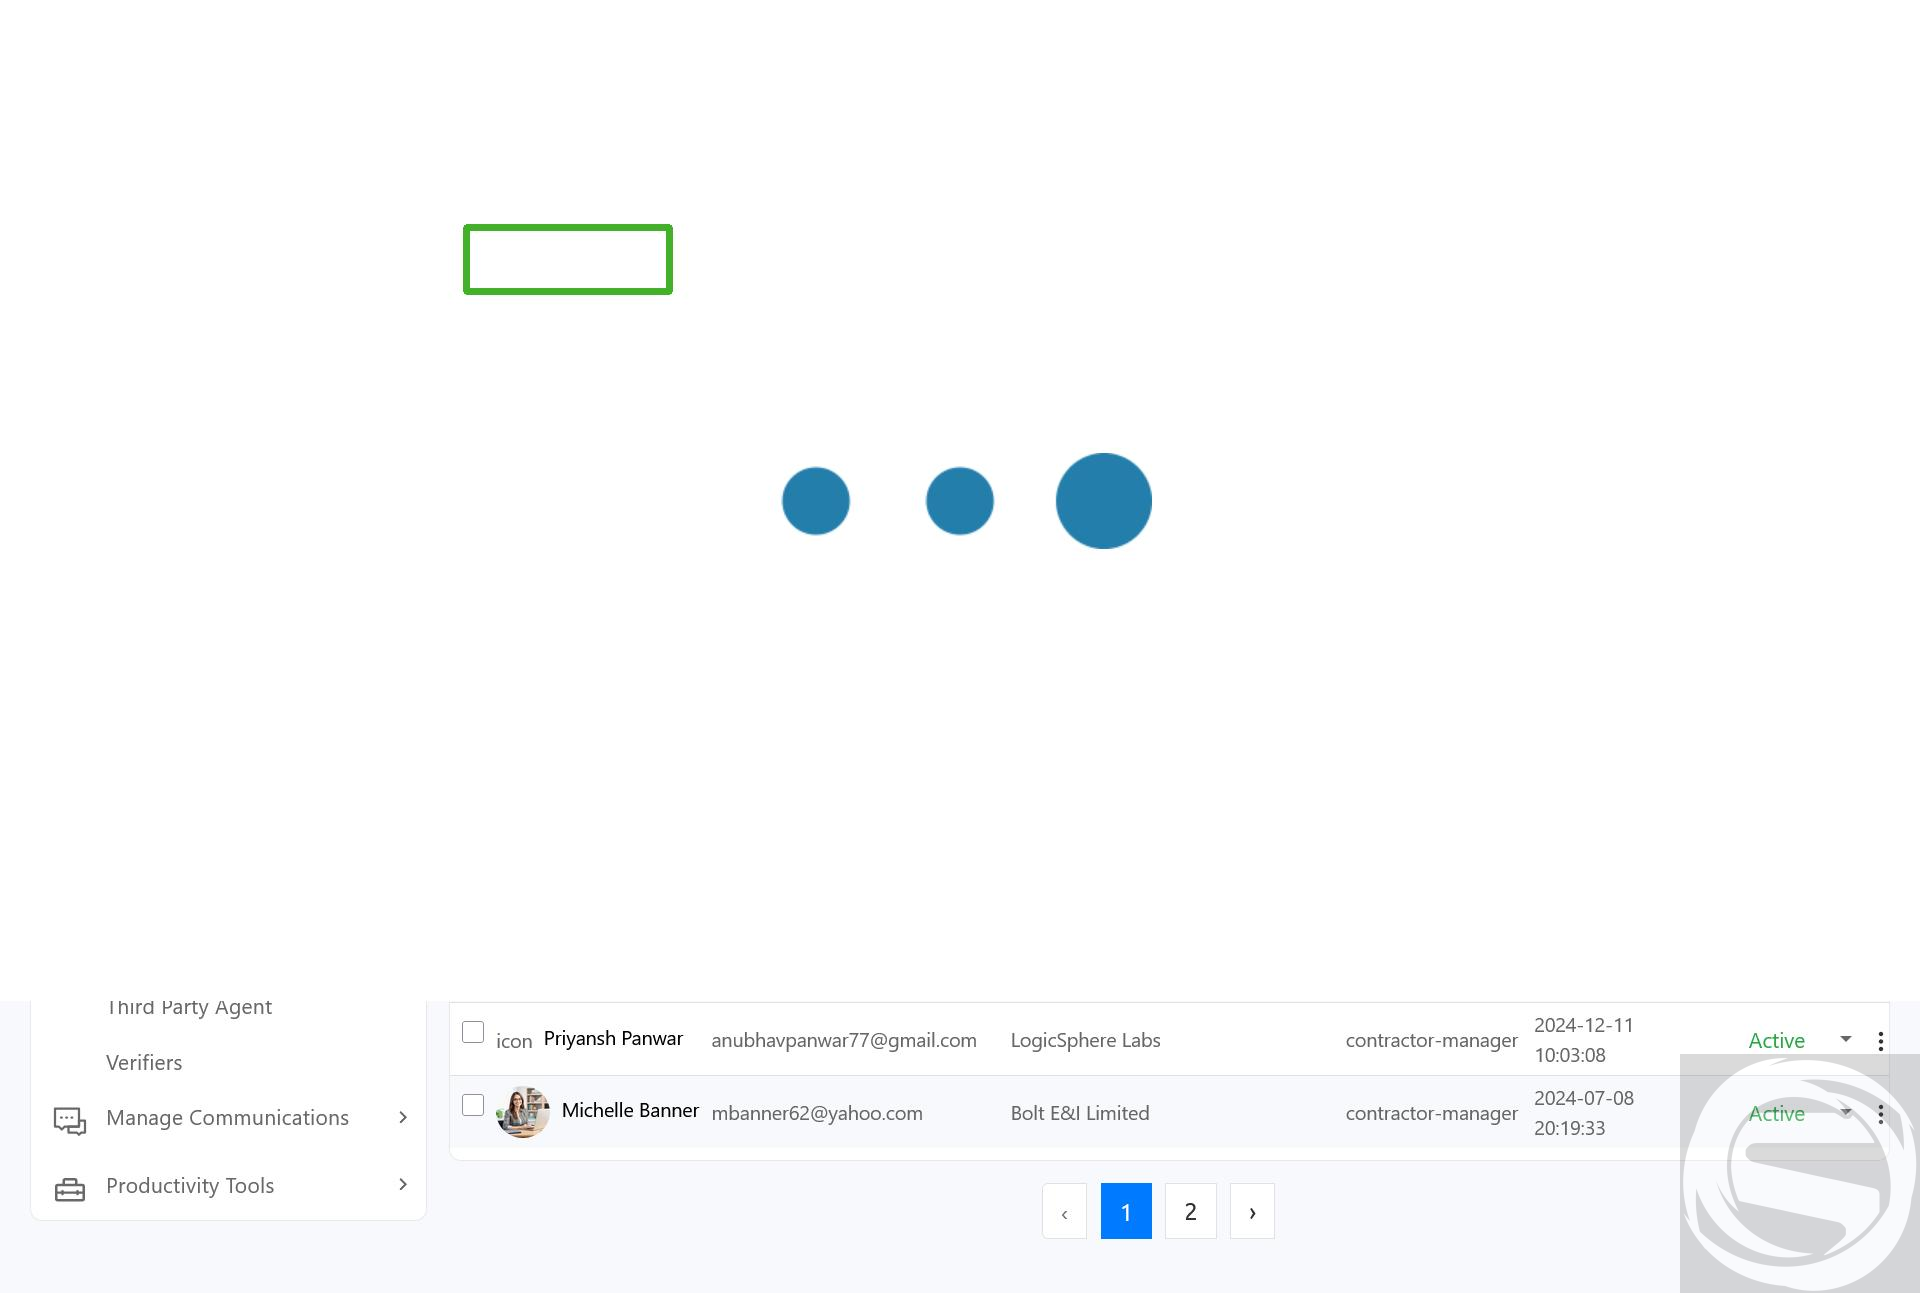 Third Party Agent
Verifiers
Manage Communications
Productivity Tools
icon Priyansh Panwar anubhavpanwar77@gmail.com LogicSphere Labs contractor-manager 2024-12-11 10:03:08 Active
Michelle Banner mbanner62@yahoo.com Bolt E&I Limited contractor-manager 2024-07-08 20:19:33 Active
‹ 1 2 ›